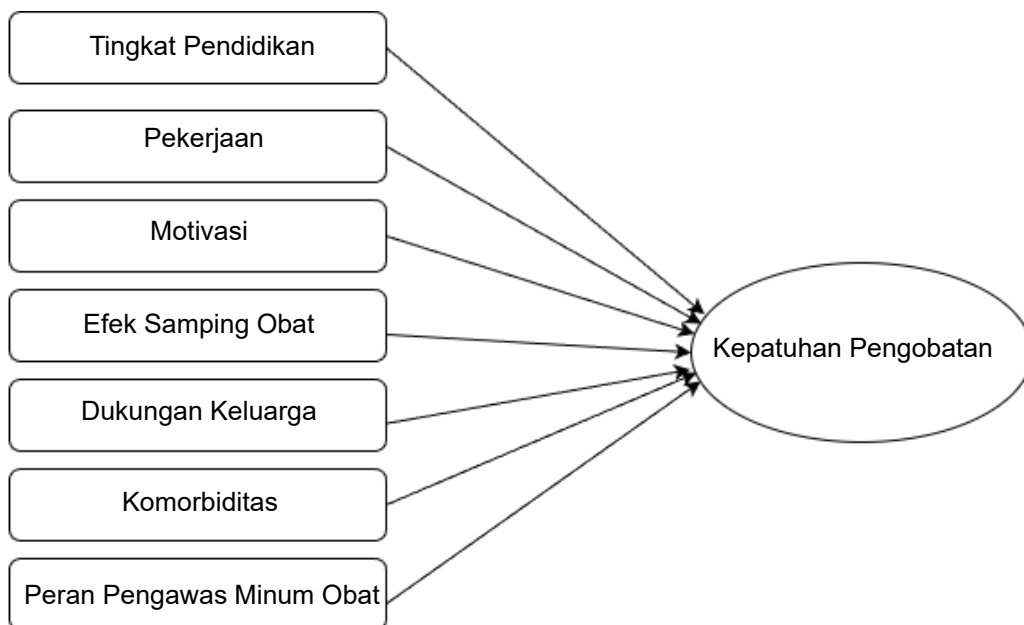 Tingkat Pendidikan
Pekerjaan
Motivasi
Efek Samping Obat
Dukungan Keluarga
Komorbiditas
Peran Pengawas Minum Obat
Kepatuhan Pengobatan